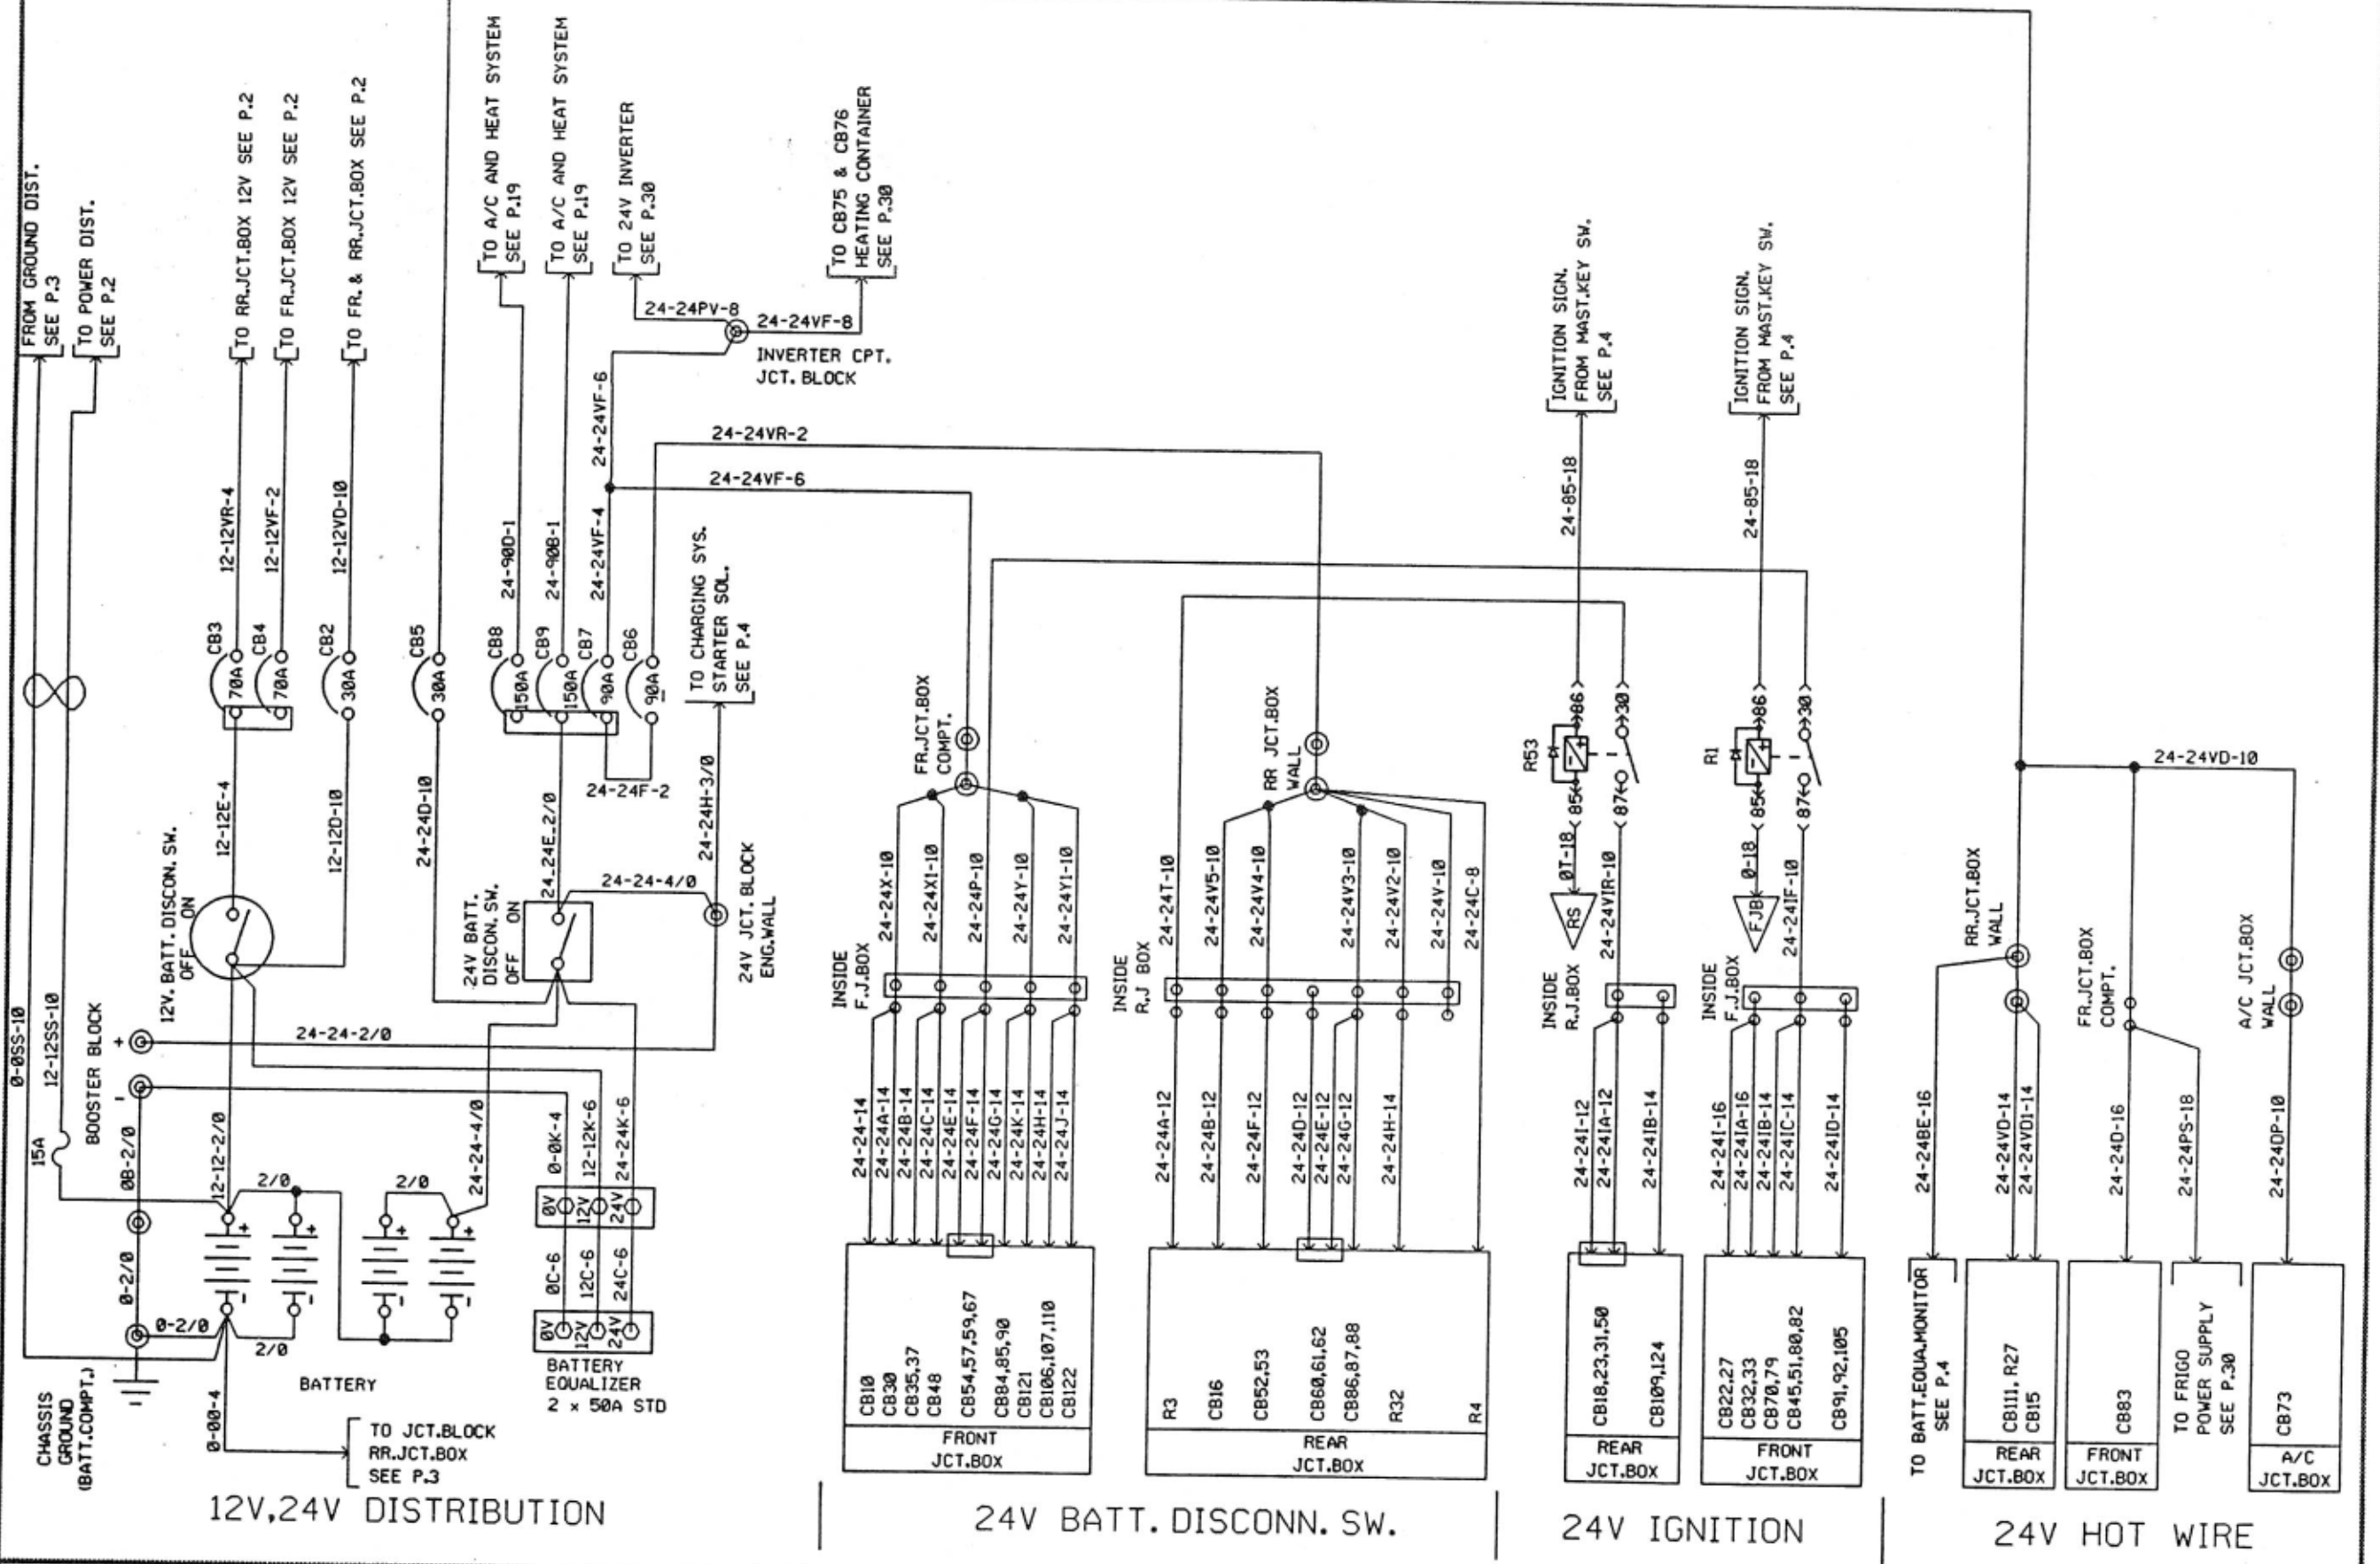 FROM GROUND DIST.
SEE P.3
TO POWER DIST.
SEE P.2
TO RR.JCT.BOX 12V SEE P.2
TO FR.JCT.BOX 12V SEE P.2
TO FR.& RR.JCT.BOX SEE P.2
TO A/C AND HEAT SYSTEM
SEE P.19
TO A/C AND HEAT SYSTEM
SEE P.19
TO 24V INVERTER
SEE P.30
TO CB75 & CB76
HEATING CONTAINER
SEE P.30
24-24PV-8
24-24VF-8
INVERTER CPT.
JCT. BLOCK
24-24VF-6
24-24VR-2
24-24VF-6
12-12VR-4
12-12VF-2
12-12VD-10
24-90D-1
24-90B-1
24-24VF-4
TO CHARGING SYS.
STARTER SOL.
SEE P.4
IGNITION SIGN.
FROM MAST.KEY SW.
SEE P.4
IGNITION SIGN.
FROM MAST.KEY SW.
SEE P.4
24-85-18
24-85-18
CB3
70A
CB4
70A
CB2
30A
CB5
30A
CB8
150A
CB9
150A
CB7
90A
CB6
90A
12-12E-4
12-12D-10
24-24D-10
24-24E-2/0
24-24F-2
24-24H-3/0
24-24-4/0
12V. BATT. DISCON. SW.
OFF ON
24V BATT.
DISCON. SW.
OFF ON
24V JCT. BLOCK
ENG.WALL
0-0SS-10
12-12SS-10
15A
BOOSTER BLOCK
+
-
24-24-2/0
0B-2/0
0-2/0
12-12-2/0
2/0
2/0
24-24-4/0
0-0K-4
12-12K-6
24-24K-6
0V
12V
24V
0C-6
12C-6
24C-6
0V
12V
24V
BATTERY
EQUALIZER
2 x 50A STD
0-2/0
2/0
BATTERY
CHASSIS
GROUND
(BATT.COMPT.)
0-00-4
TO JCT.BLOCK
RR.JCT.BOX
SEE P.3
12V,24V DISTRIBUTION
FR.JCT.BOX
COMPT.
24-24X-10
24-24X1-10
24-24P-10
24-24Y-10
24-24Y1-10
INSIDE
F.J.BOX
24-24-14
24-24A-14
24-24B-14
24-24C-14
24-24E-14
24-24F-14
24-24G-14
24-24K-14
24-24H-14
24-24J-14
CB10
CB30
CB35,37
CB48
CB54,57,59,67
CB84,85,90
CB121
CB106,107,110
CB122
FRONT
JCT.BOX
RR JCT.BOX
WALL
24-24T-10
24-24V5-10
24-24V4-10
24-24V3-10
24-24V2-10
24-24V-10
24-24C-8
INSIDE
R.J BOX
24-24A-12
24-24B-12
24-24F-12
24-24D-12
24-24E-12
24-24G-12
24-24H-14
R3
CB16
CB52,53
CB60,61,62
CB86,87,88
R32
R4
REAR
JCT.BOX
24V BATT. DISCONN. SW.
R53
86
30
85
87
0T-18
RS
24-24VIR-10
INSIDE
R.J.BOX
24-24I-12
24-24IA-12
24-24IB-14
CB18,23,31,50
CB109,124
REAR
JCT.BOX
R1
86
30
85
87
0-18
FJB
24-24IF-10
INSIDE
F.J.BOX
24-24I-16
24-24IA-16
24-24IB-14
24-24IC-14
24-24ID-14
CB22,27
CB32,33
CB70,79
CB45,51,80,82
CB91,92,105
FRONT
JCT.BOX
24V IGNITION
24-24VD-10
RR.JCT.BOX
WALL
FR.JCT.BOX
COMPT.
A/C JCT.BOX
WALL
24-24BE-16
24-24VD-14
24-24VD1-14
24-24D-16
24-24PS-18
24-24DP-10
TO BATT.EQUA.MONITOR
SEE P.4
CB111, R27
CB15
REAR
JCT.BOX
CB83
FRONT
JCT.BOX
TO FRIGO
POWER SUPPLY
SEE P.30
CB73
A/C
JCT.BOX
24V HOT WIRE